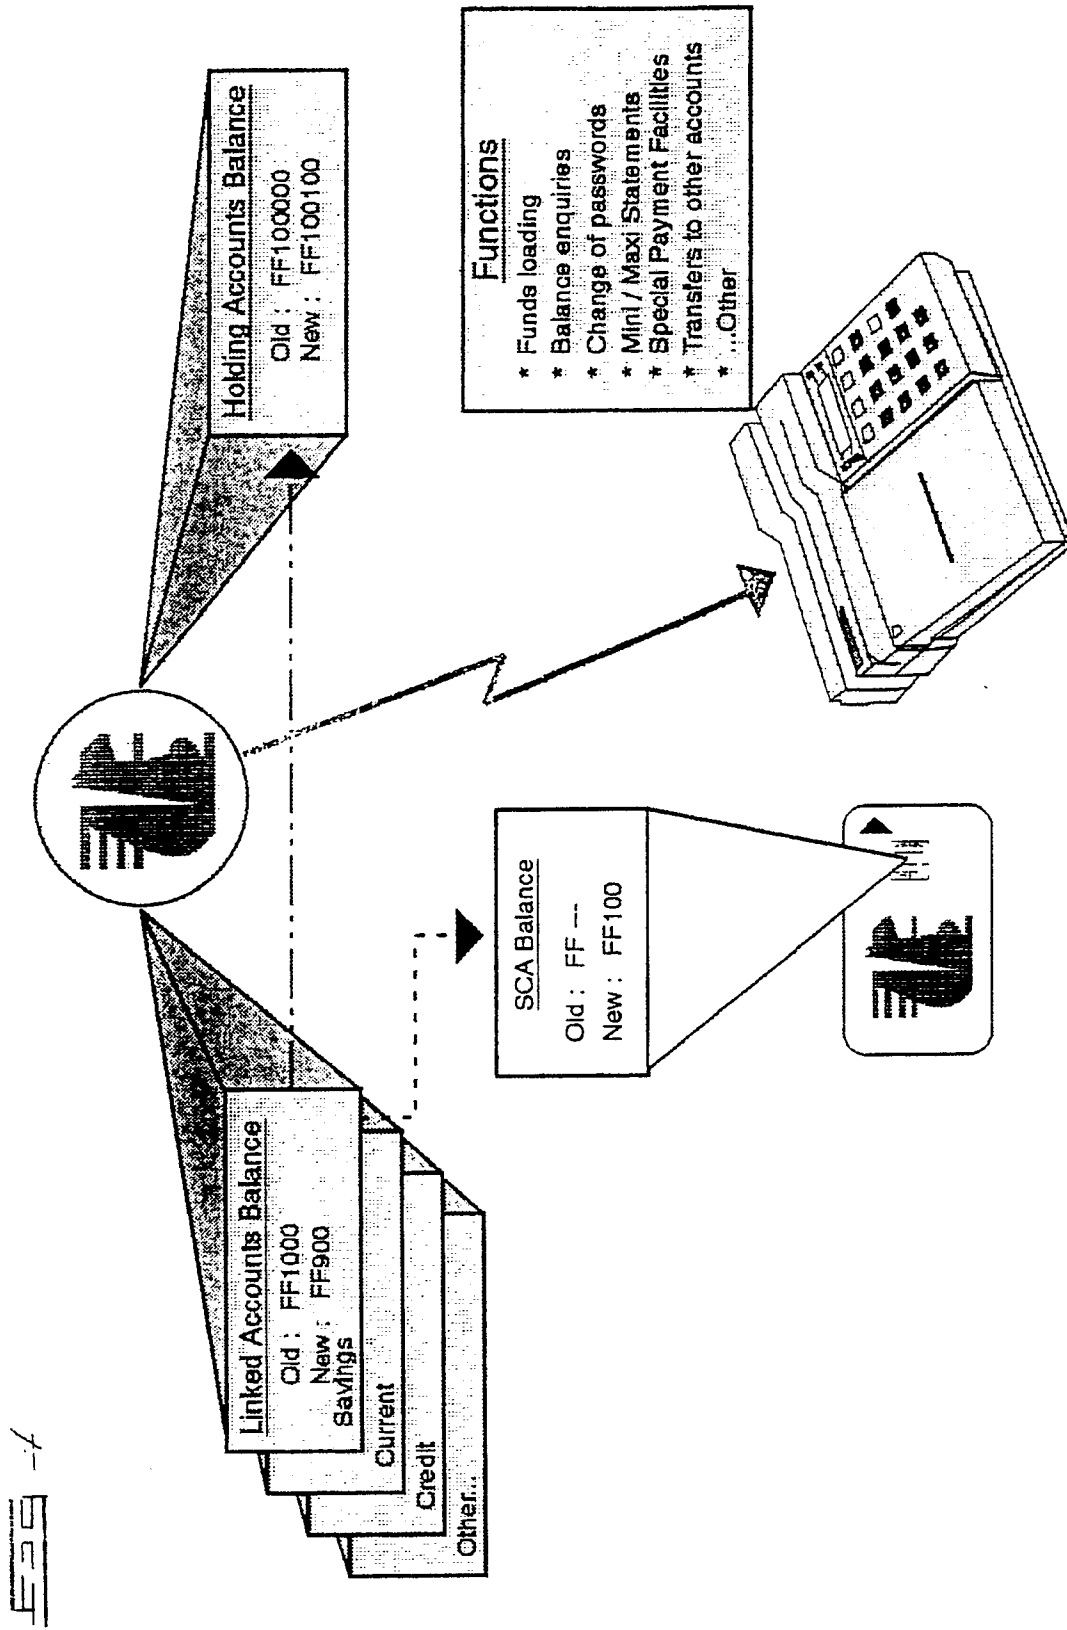 Linked Accounts Balance
Old : FF1000
New : FF900
Savings
Current
Credit
Other...
Holding Accounts Balance
Old : FF100000
New : FF100100
SCA Balance
Old : FF ---
New : FF100
Functions
* Funds loading
* Balance enquiries
* Change of passwords
* Mini / Maxi Statements
* Special Payment Facilities
* Transfers to other accounts
* ...Other